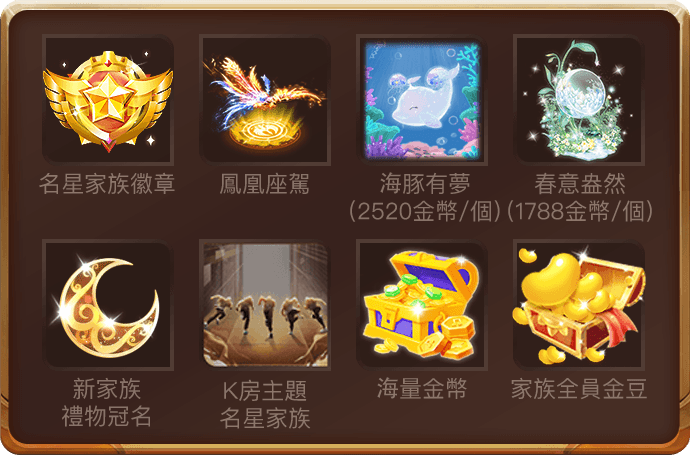 名星家族徽章
鳳凰座駕
海豚有夢
(2520金幣/個)
春意盎然
(1788金幣/個)
新家族
禮物冠名
K房主題
名星家族
海量金幣
家族全員金豆